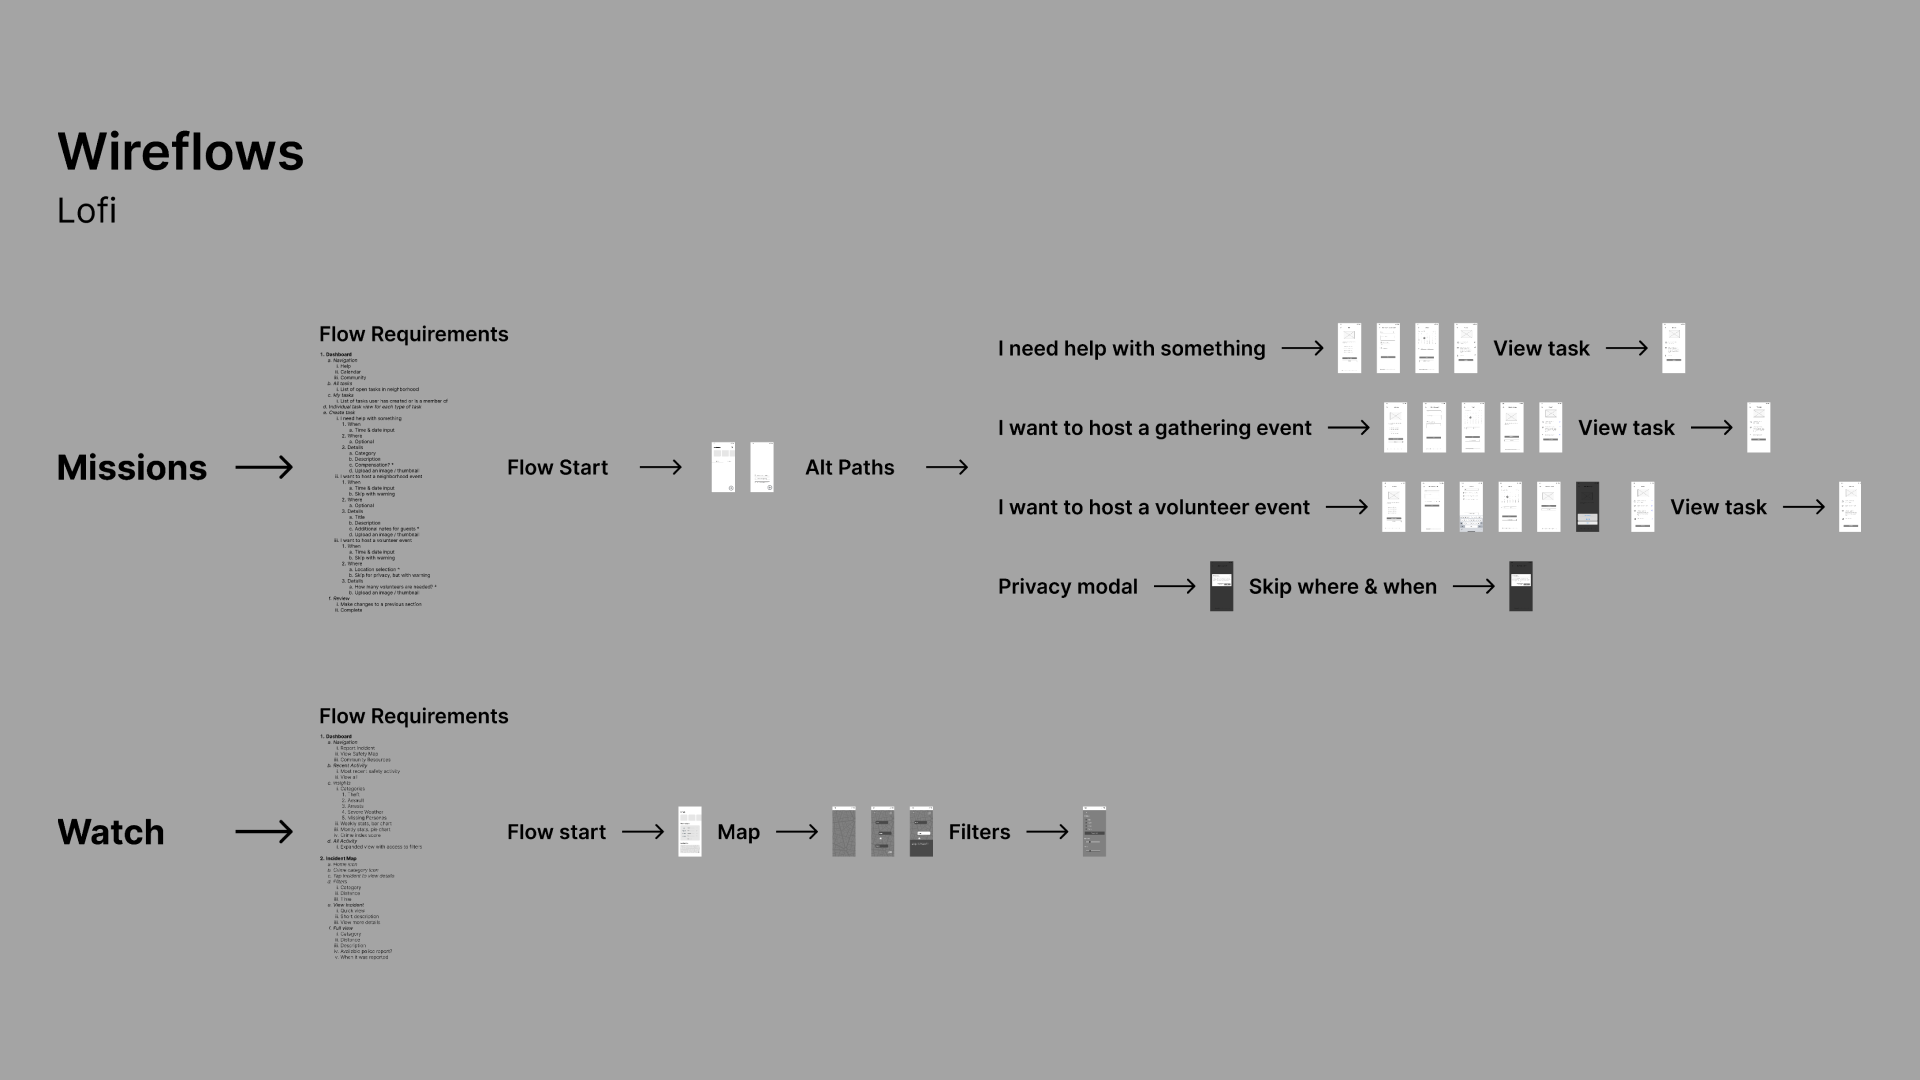 Wireflows
Lofi
Missions
Flow Requirements
1. Dashboard
a. Navigation
i. Help
ii. Calendar
iii. Community
b. All tasks
i. List of open tasks in neighborhood
c. My tasks
i. List of tasks user has created or is a member of
d. Individual task view for each type of task
e. Create task
i. I need help with something
1. When
a. Time & date input
2. Where
a. Optional
3. Details
a. Category
b. Description
c. Compensation? *
d. Upload an image / thumbnail
ii. I want to host a neighborhood event
1. When
a. Time & date input
b. Skip with warning
2. Where
a. Optional
3. Details
a. Title
b. Description
c. Additional notes for guests *
d. Upload an image / thumbnail
iii. I want to host a volunteer event
1. When
a. Time & date input
b. Skip with warning
2. Where
a. Location selection *
b. Skip for privacy, but with warning
3. Details
a. How many volunteers are needed? *
b. Upload an image / thumbnail
f. Review
i. Make changes to a previous section
ii. Complete
Flow Start
Alt Paths
I need help with something
View task
I want to host a gathering event
View task
I want to host a volunteer event
View task
Privacy modal
Skip where & when
Watch
Flow Requirements
1. Dashboard
a. Navigation
i. Report Incident
ii. View Safety Map
iii. Community Resources
b. Recent Activity
i. Most recent safety activity
ii. View all
c. Insights
i. Categories
1. Theft
2. Assault
3. Arrests
4. Severe Weather
5. Missing Persons
ii. Weekly stats, bar chart
iii. Montly stats, pie chart
iv. Crime index score
d. All Activity
i. Expanded view with access to filters
2. Incident Map
a. Home icon
b. Crime category icon
c. Tap incident to view details
d. Filters
i. Category
ii. Distance
iii. Time
e. View Incident
i. Quick view
ii. Short description
iii. View more details
f. Full view
i. Category
ii. Distance
iii. Description
iv. Available police report?
v. When it was reported
Flow start
Map
Filters